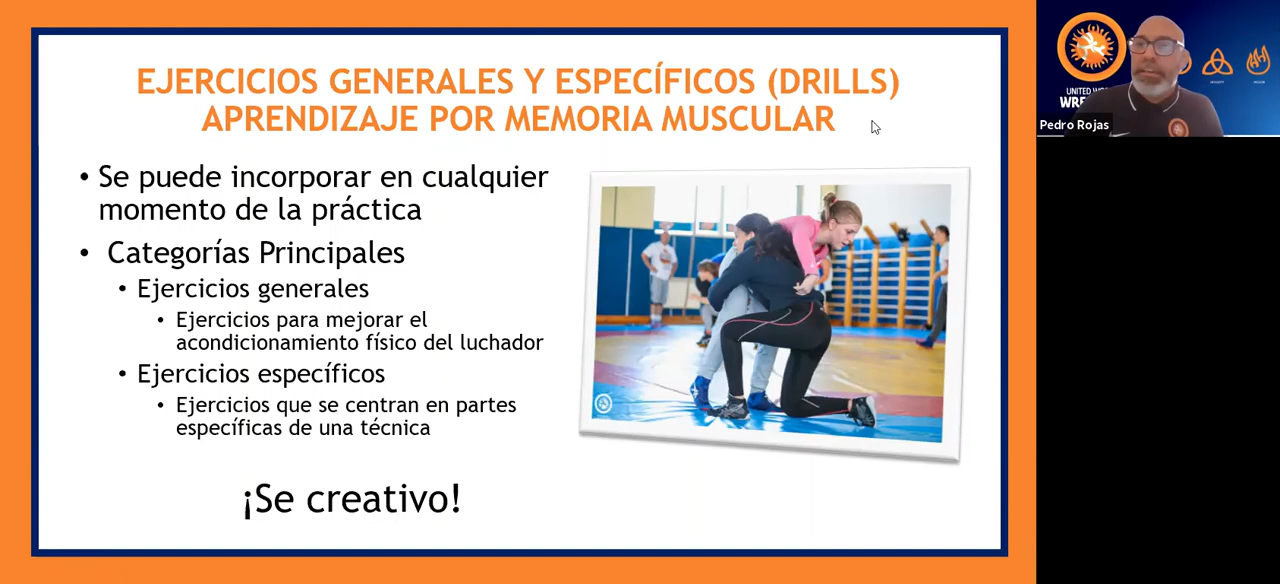 EJERCICIOS GENERALES Y ESPECÍFICOS (DRILLS)
APRENDIZAJE POR MEMORIA MUSCULAR
• Se puede incorporar en cualquier
momento de la práctica
• Categorías Principales
• Ejercicios generales
• Ejercicios para mejorar el
acondicionamiento físico del luchador
• Ejercicios específicos
• Ejercicios que se centran en partes
específicas de una técnica
¡Se creativo!
UNITED
Pedro Rojas